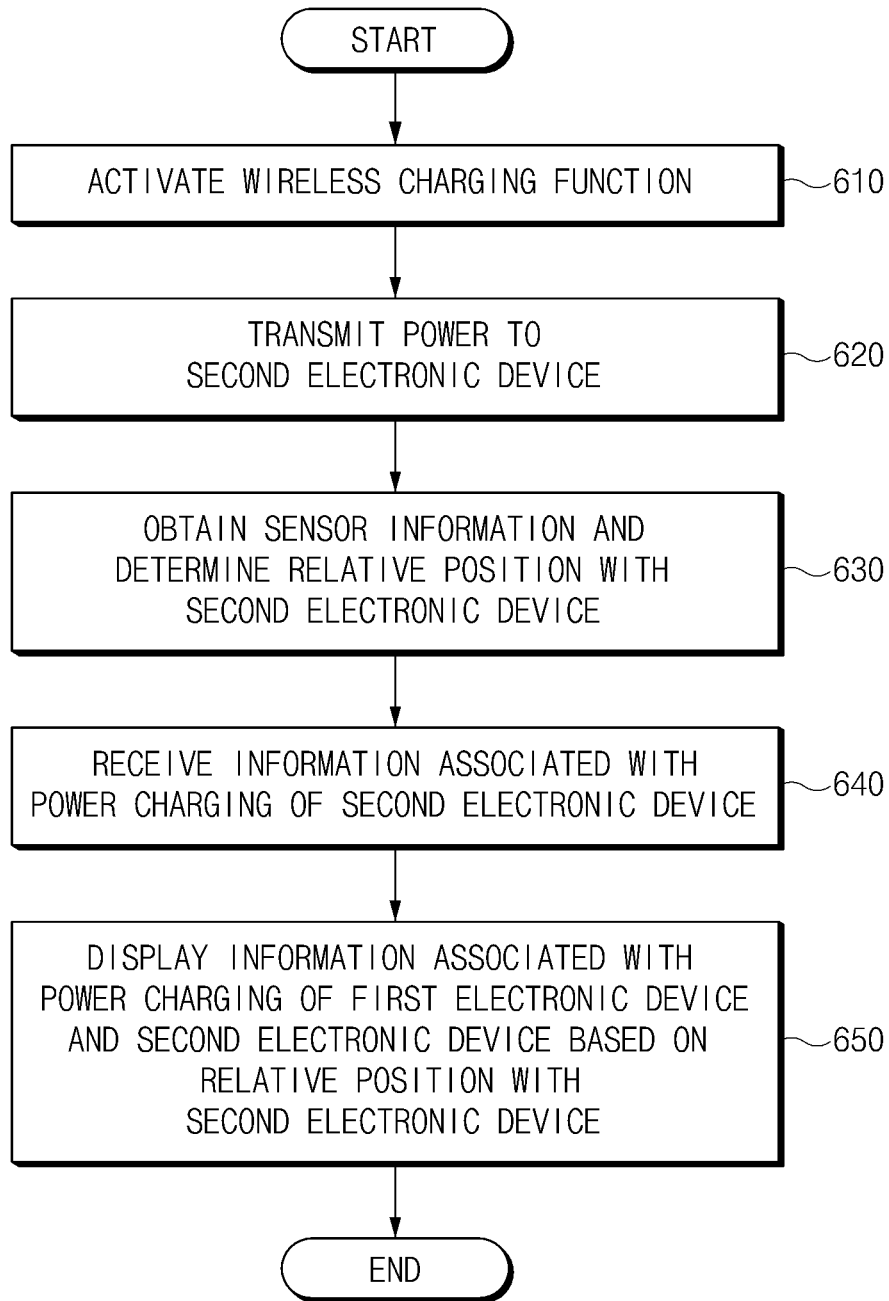 START
ACTIVATE WIRELESS CHARGING FUNCTION
610
TRANSMIT POWER TO
SECOND ELECTRONIC DEVICE
620
OBTAIN SENSOR INFORMATION AND
DETERMINE RELATIVE POSITION WITH
SECOND ELECTRONIC DEVICE
630
RECEIVE INFORMATION ASSOCIATED WITH
POWER CHARGING OF SECOND ELECTRONIC DEVICE
640
DISPLAY INFORMATION ASSOCIATED WITH
POWER CHARGING OF FIRST ELECTRONIC DEVICE
AND SECOND ELECTRONIC DEVICE BASED ON
RELATIVE POSITION WITH
SECOND ELECTRONIC DEVICE
650
END